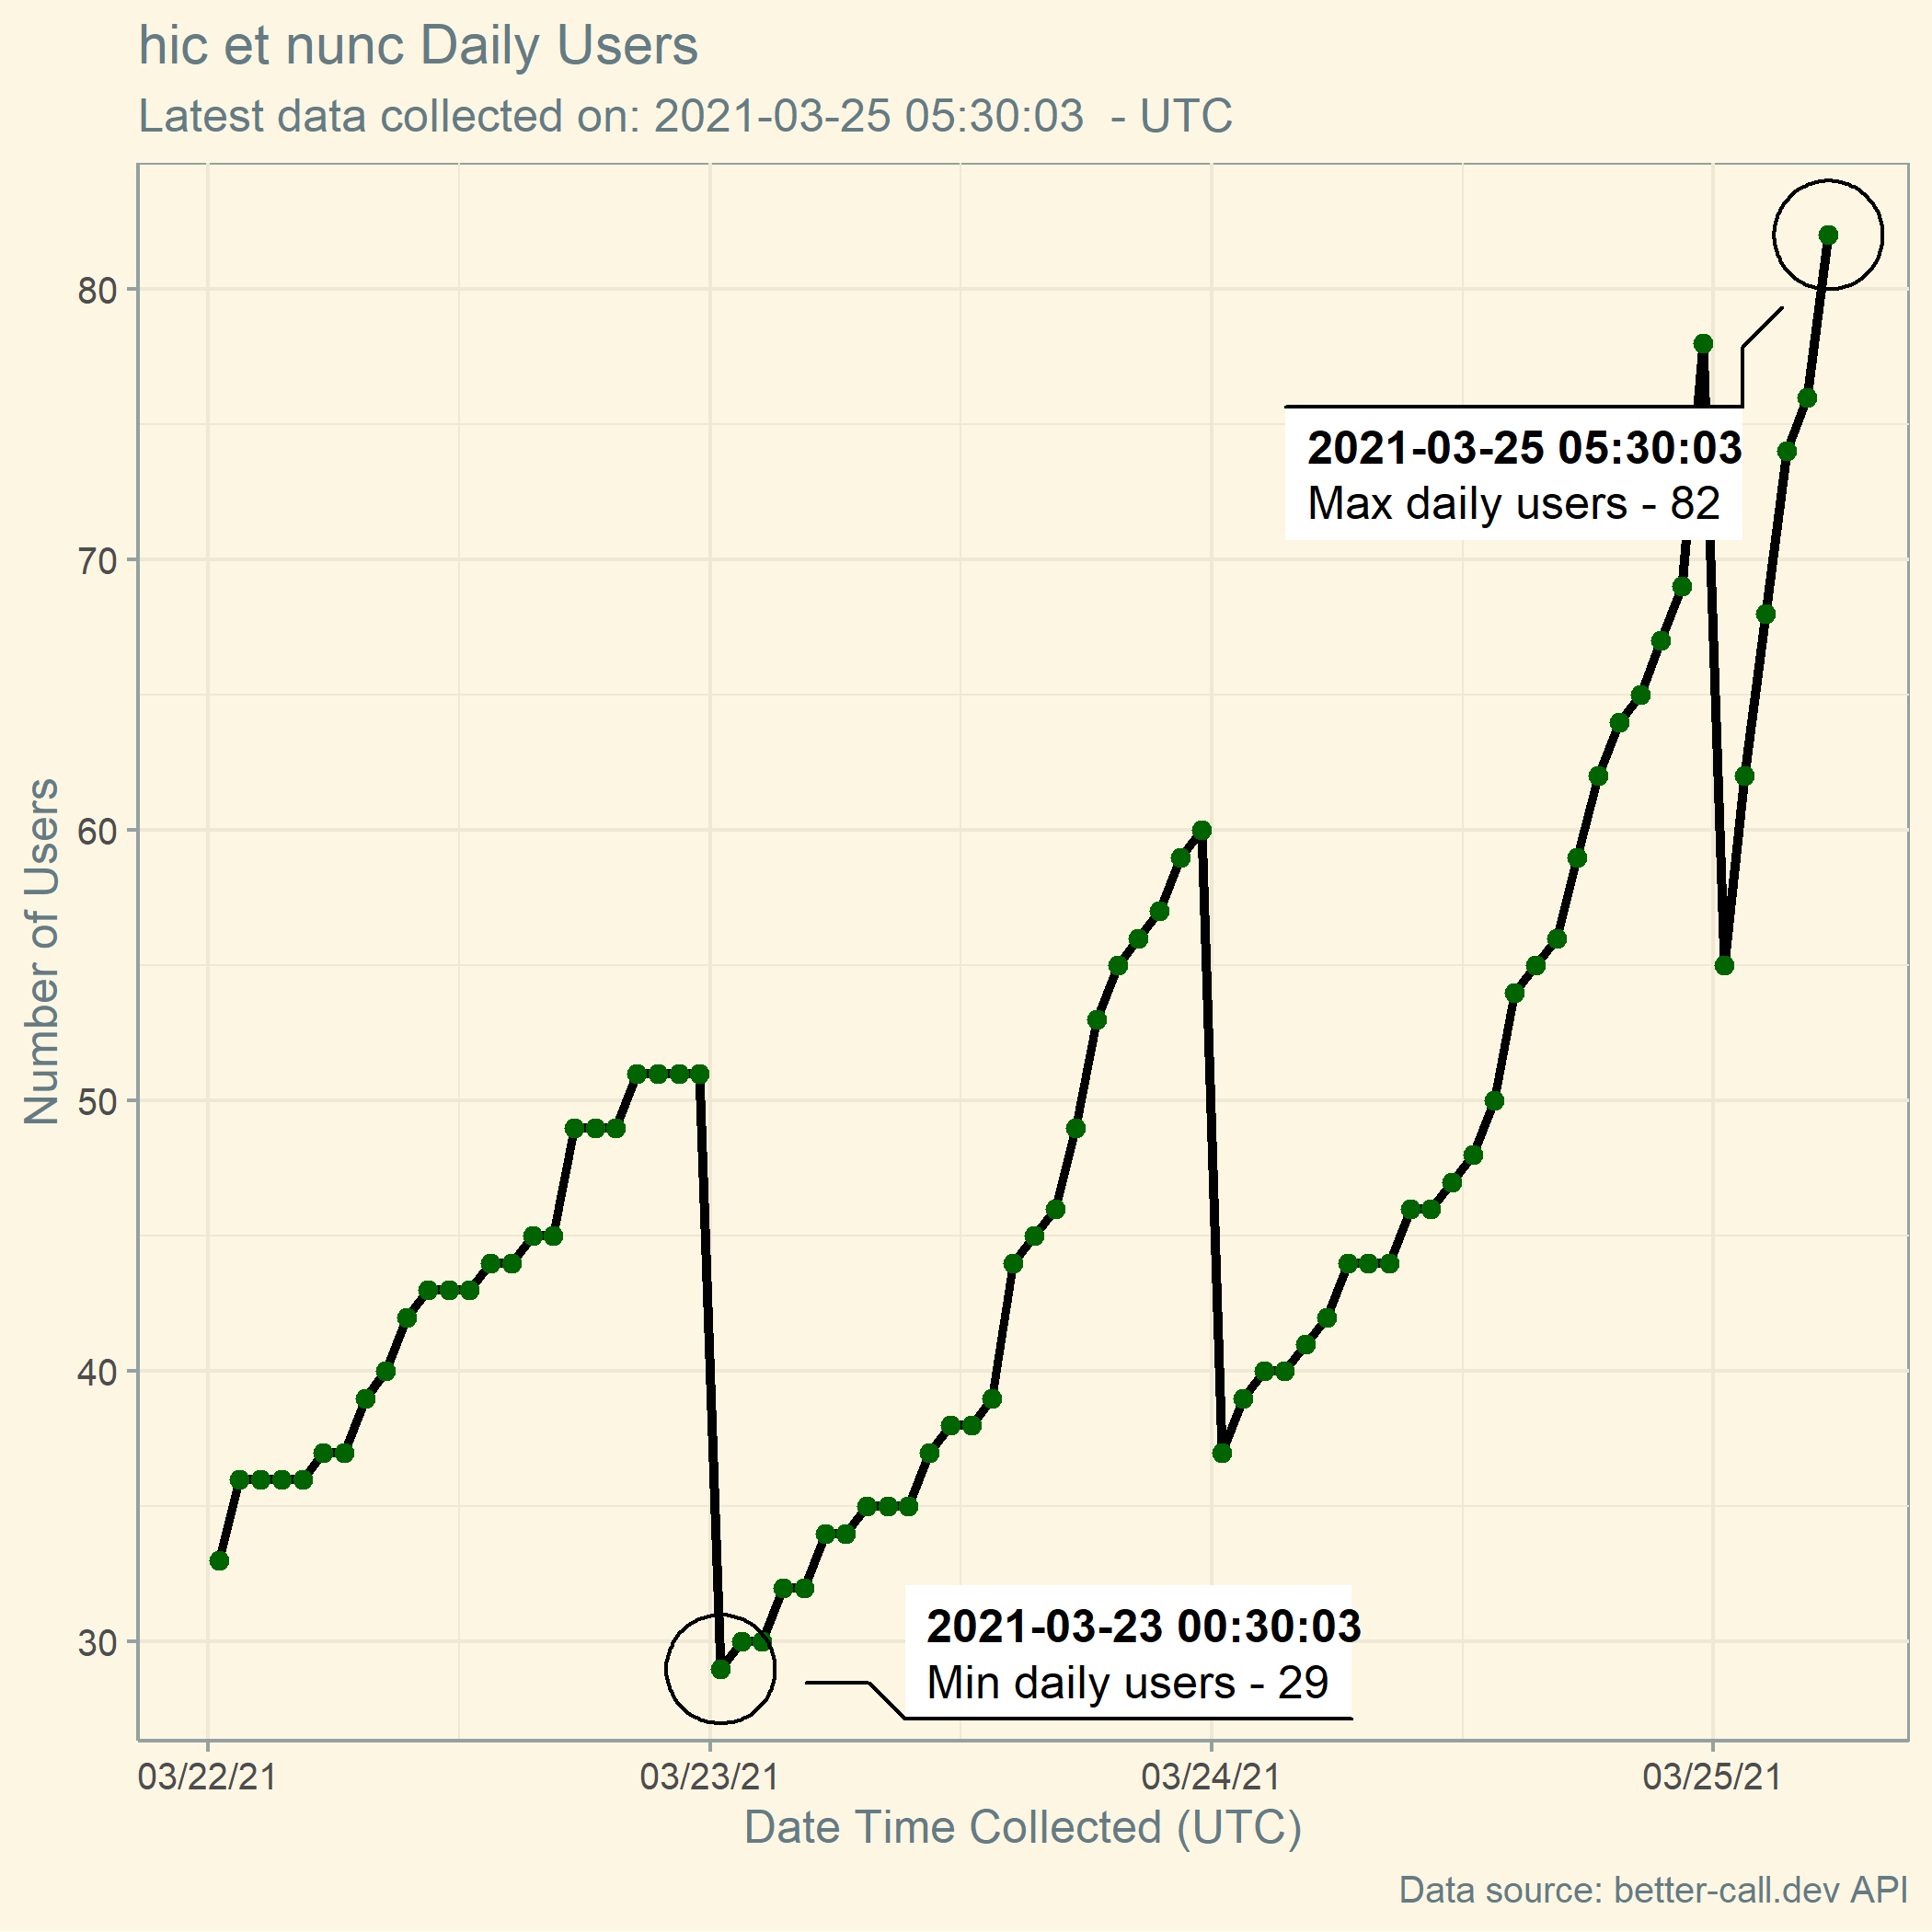 hic et nunc Daily Users
Latest data collected on: 2021-03-25 05:30:03  - UTC
Number of Users
80
70
60
50
40
30
2021-03-25 05:30:03
Max daily users - 82
2021-03-23 00:30:03
Min daily users - 29
03/22/21
03/23/21
03/24/21
03/25/21
Date Time Collected (UTC)
Data source: better-call.dev API